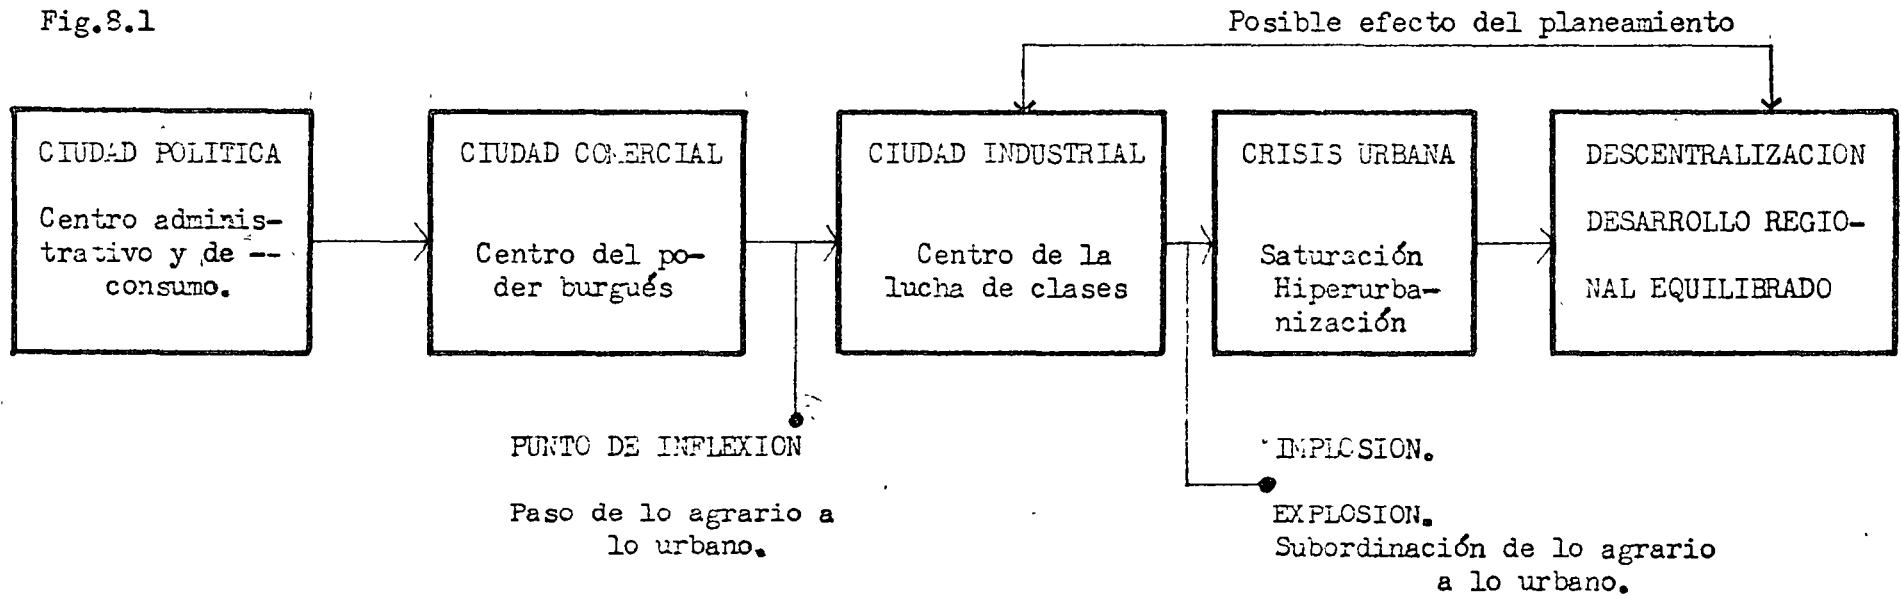 Fig.8.1
Posible efecto del planeamiento
CIUDAD POLITICA
Centro adminis-
trativo y de --
consumo.
CIUDAD COMERCIAL
Centro del po-
der burgués
CIUDAD INDUSTRIAL
Centro de la
lucha de clases
CRISIS URBANA
Saturación
Hiperurba-
nización
DESCENTRALIZACION
DESARROLLO REGIO-
NAL EQUILIBRADO
PUNTO DE INFLEXION
Paso de lo agrario a
lo urbano.
IMPLOSION.
EXPLOSION.
Subordinación de lo agrario
a lo urbano.